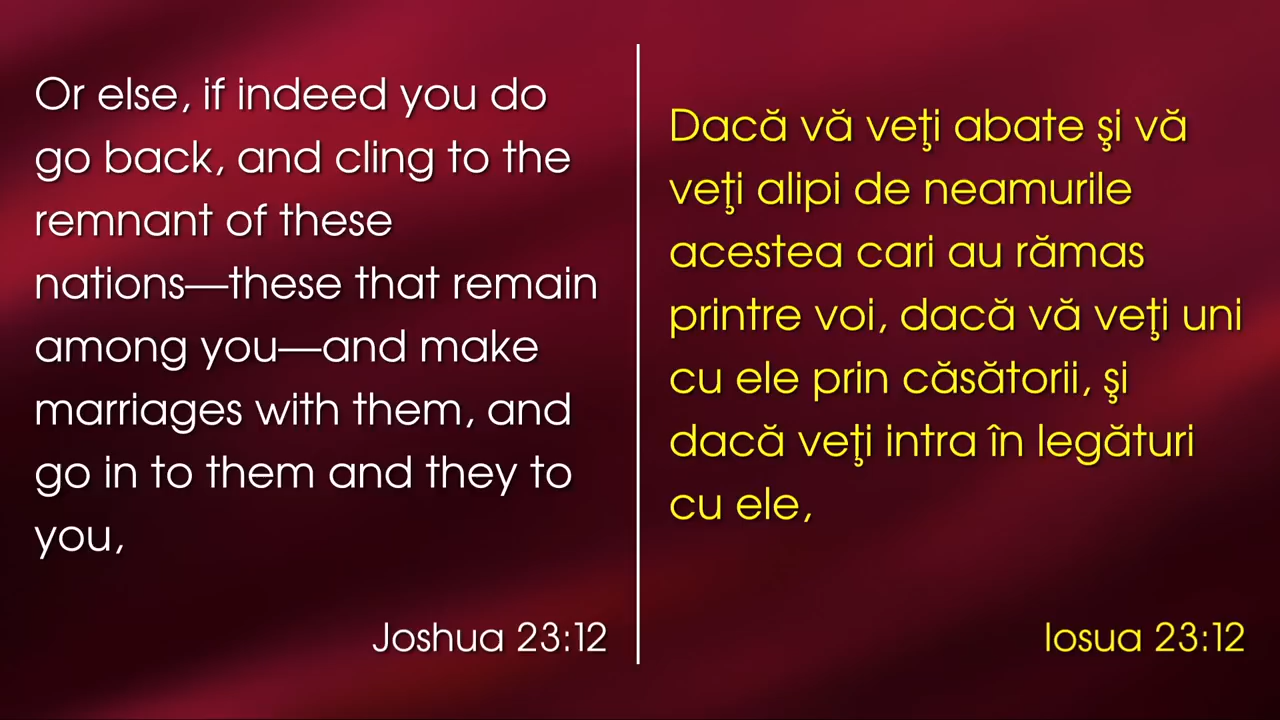 Or else, if indeed you do
go back, and cling to the
remnant of these
nations—these that remain
among you—and make
marriages with them, and
go in to them and they to
you,
Joshua 23:12
Dacă vă veţi abate şi vă
veţi alipi de neamurile
acestea cari au rămas
printre voi, dacă vă veţi uni
cu ele prin căsătorii, şi
dacă veţi intra în legături
cu ele,
Iosua 23:12